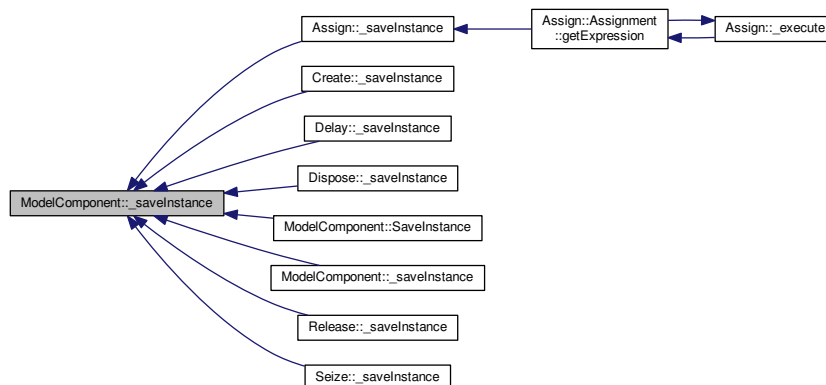 Assign::_saveInstance
Assign::Assignment
::getExpression
Assign::_execute
Create::_saveInstance
Delay::_saveInstance
Dispose::_saveInstance
ModelComponent::_saveInstance
ModelComponent::SaveInstance
ModelComponent::_saveInstance
Release::_saveInstance
Seize::_saveInstance